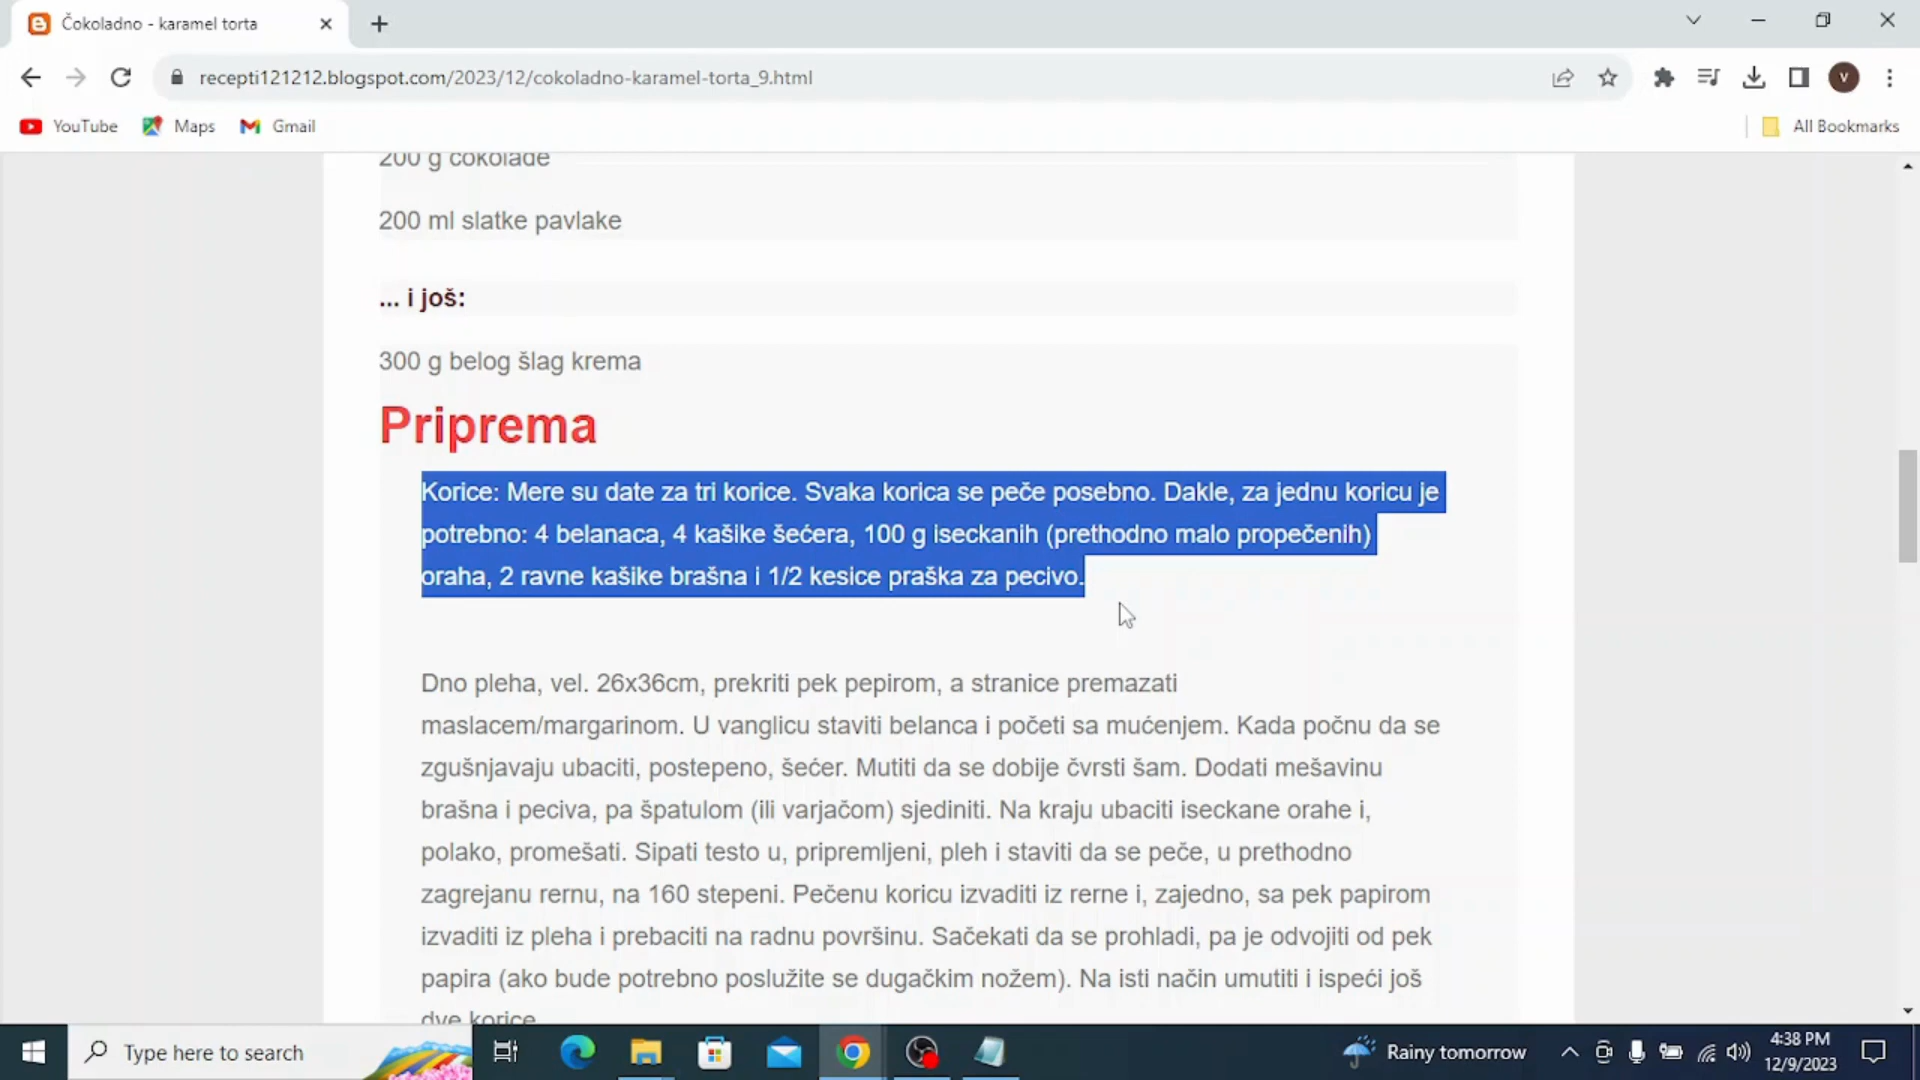 Čokoladno - karamel torta
recepti121212.blogspot.com/2023/12/cokoladno-karamel-torta_9.html
V
YouTube
Maps
Gmail
All Bookmarks
200 g cokolade
200 ml slatke pavlake
... i još:
300 g belog šlag krema
Priprema
Korice: Mere su date za tri korice. Svaka korica se peče posebno. Dakle, za jednu koricu je
potrebno: 4 belanaca, 4 kašike šećera, 100 g iseckanih (prethodno malo propečenih)
oraha, 2 ravne kašike brašna i 1/2 kesice praška za pecivo.
Dno pleha, vel. 26x36cm, prekriti pek pepirom, a stranice premazati
maslacem/margarinom. U vanglicu staviti belanca i početi sa mućenjem. Kada počnu da se
zgušnjavaju ubaciti, postepeno, šećer. Mutiti da se dobije čvrsti šam. Dodati mešavinu
brašna i peciva, pa špatulom (ili varjačom) sjediniti. Na kraju ubaciti iseckane orahe i,
polako, promešati. Sipati testo u, pripremljeni, pleh i staviti da se peče, u prethodno
zagrejanu rernu, na 160 stepeni. Pečenu koricu izvaditi iz rerne i, zajedno, sa pek papirom
izvaditi iz pleha i prebaciti na radnu površinu. Sačekati da se prohladi, pa je odvojiti od pek
papira (ako bude potrebno poslužite se dugačkim nožem). Na isti način umutiti i ispeći još
dve korice
Type here to search
Rainy tomorrow
4:38 PM
12/9/2023